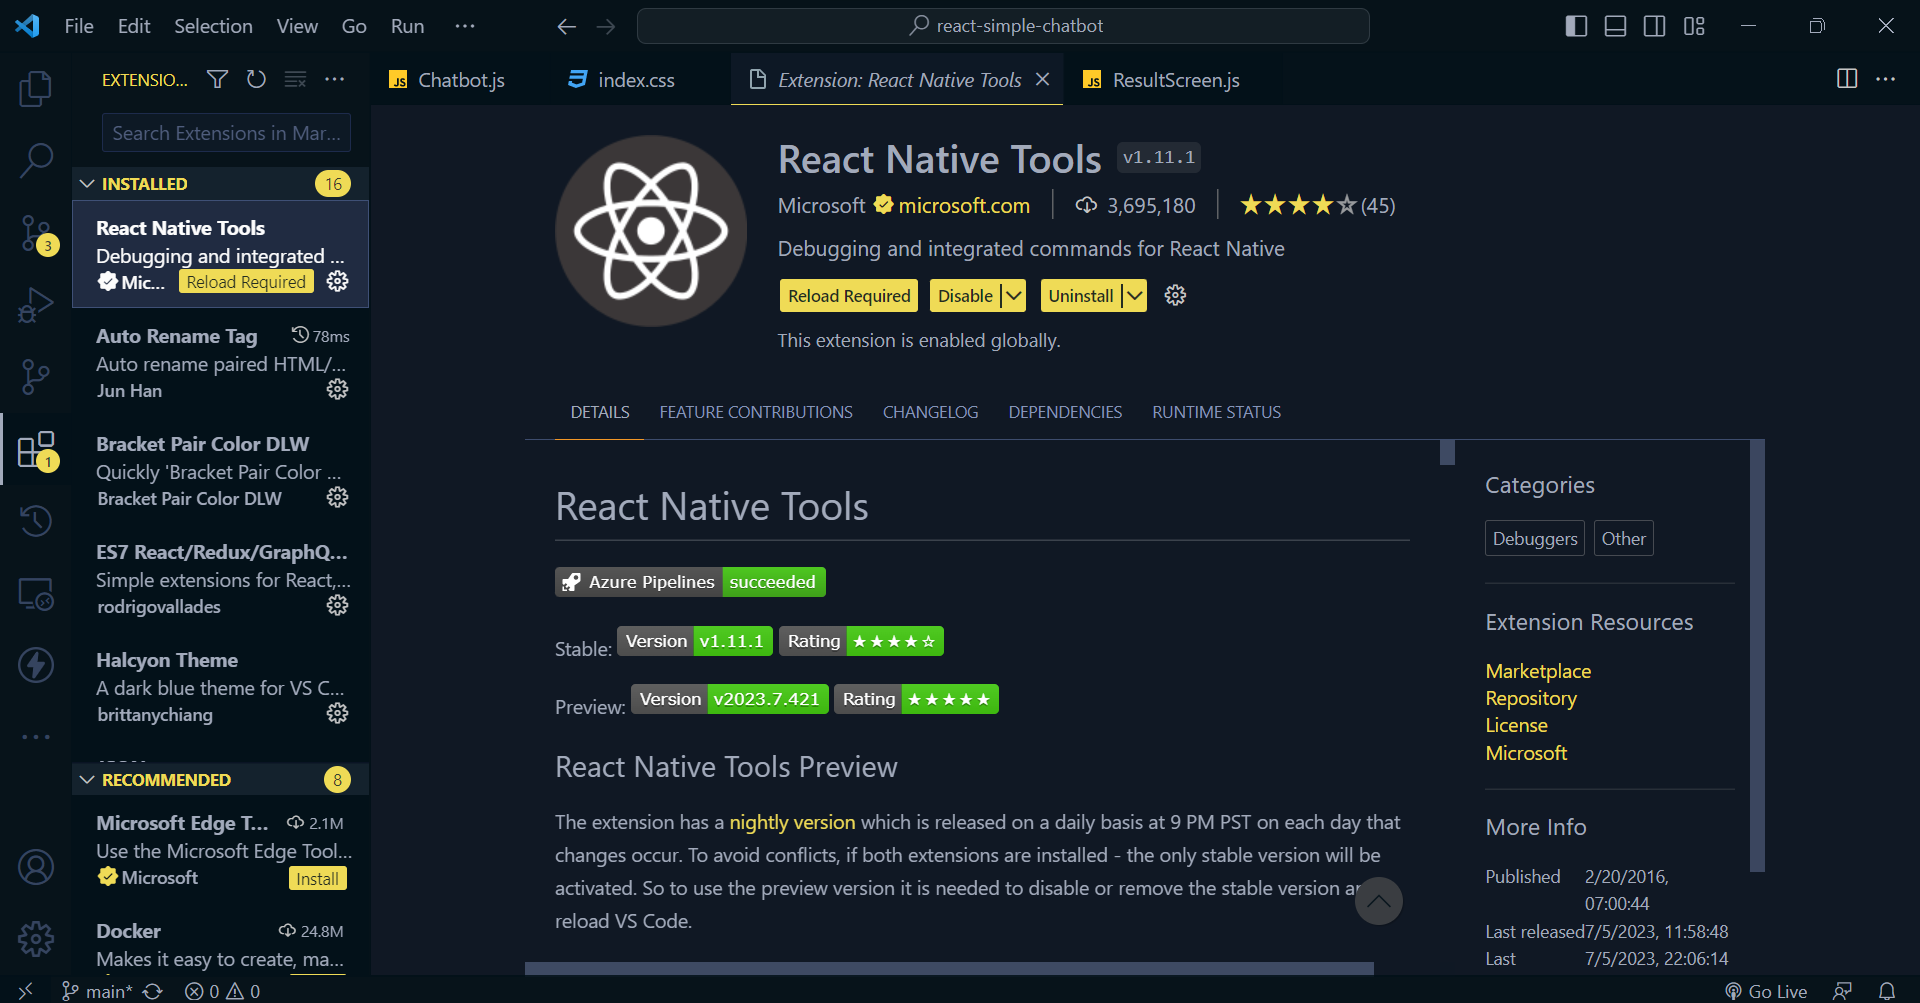 File Edit Selection View Go Run ···
react-simple-chatbot
EXTENSIO...
Search Extensions in Mar...
INSTALLED 16
React Native Tools
Debugging and integrated ...
Mic... Reload Required
Auto Rename Tag 78ms
Auto rename paired HTML/...
Jun Han
Bracket Pair Color DLW
Quickly 'Bracket Pair Color ...
Bracket Pair Color DLW
ES7 React/Redux/GraphQ...
Simple extensions for React,...
rodrigovallades
Halcyon Theme
A dark blue theme for VS C...
brittanychiang
RECOMMENDED 8
Microsoft Edge T... 2.1M
Use the Microsoft Edge Tool...
Microsoft Install
Docker 24.8M
Makes it easy to create, ma...
3
1
JS Chatbot.js
index.css
Extension: React Native Tools
JS ResultScreen.js
React Native Tools v1.11.1
Microsoft microsoft.com 3,695,180 ★★★★☆(45)
Debugging and integrated commands for React Native
Reload Required Disable Uninstall
This extension is enabled globally.
DETAILS FEATURE CONTRIBUTIONS CHANGELOG DEPENDENCIES RUNTIME STATUS
React Native Tools
Azure Pipelines succeeded
Stable: Version v1.11.1 Rating ★★★★☆
Preview: Version v2023.7.421 Rating ★★★★★
React Native Tools Preview
The extension has a nightly version which is released on a daily basis at 9 PM PST on each day that
changes occur. To avoid conflicts, if both extensions are installed - the only stable version will be
activated. So to use the preview version it is needed to disable or remove the stable version
reload VS Code.
Categories
Debuggers Other
Extension Resources
Marketplace
Repository
License
Microsoft
More Info
Published 2/20/2016,
07:00:44
Last released 7/5/2023, 11:58:48
Last 7/5/2023, 22:06:14
main* 0 0
Go Live